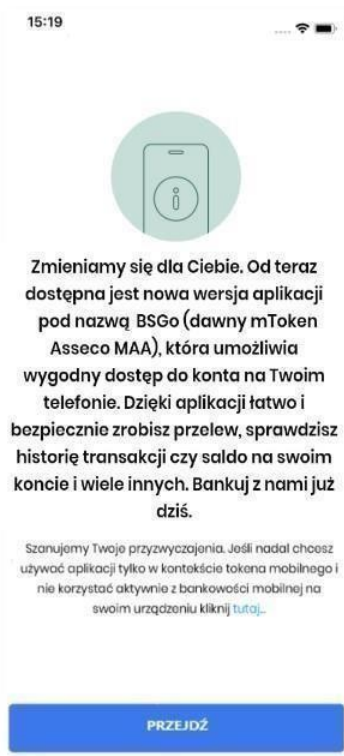 15:19
Zmieniamy się dla Ciebie. Od teraz
dostępna jest nowa wersja aplikacji
pod nazwą BSGo (dawny mToken
Asseco MAA), która umożliwia
wygodny dostęp do konta na Twoim
telefonie. Dzięki aplikacji łatwo i
bezpiecznie zrobisz przelew, sprawdzisz
historię transakcji czy saldo na swoim
koncie i wiele innych. Bankuj z nami już
dziś.
Szanujemy Twoje przyzwyczajenia. Jeśli nadal chcesz
używać aplikacji tylko w kontekście tokena mobilnego i
nie korzystać aktywnie z bankowości mobilnej na
swoim urządzeniu kliknij tutaj...
PRZEJDŹ